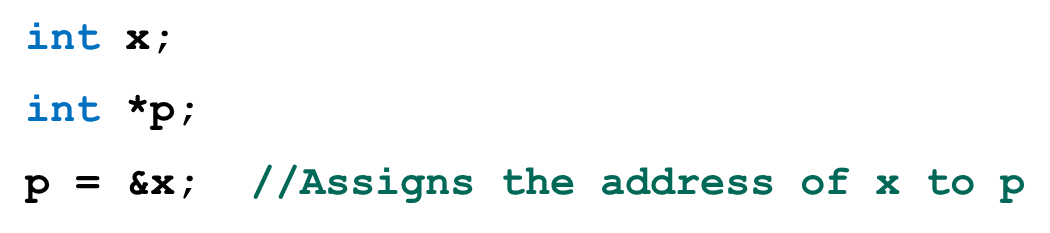 int x;
int *p;
p = &x;  //Assigns the address of x to p